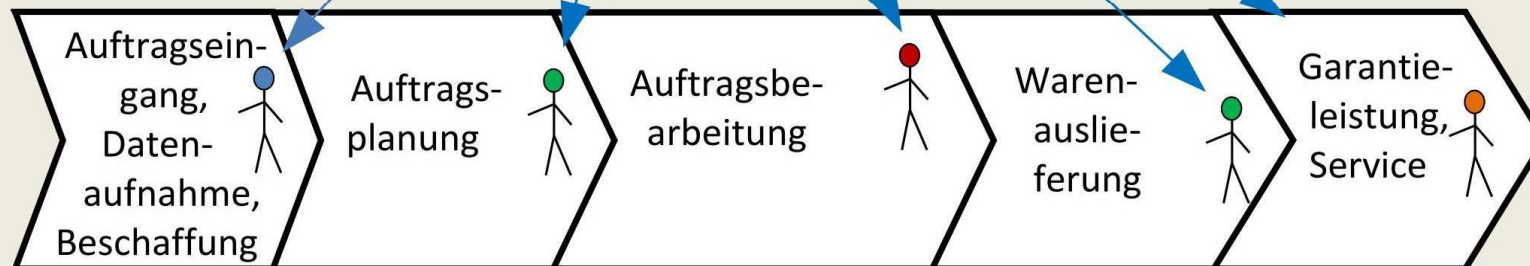 Auftragsein-
gang,
Daten-
aufnahme,
Beschaffung
Auftrags-
planung
Auftragsbe-
arbeitung
Waren-
auslie-
ferung
Garantie-
leistung,
Service